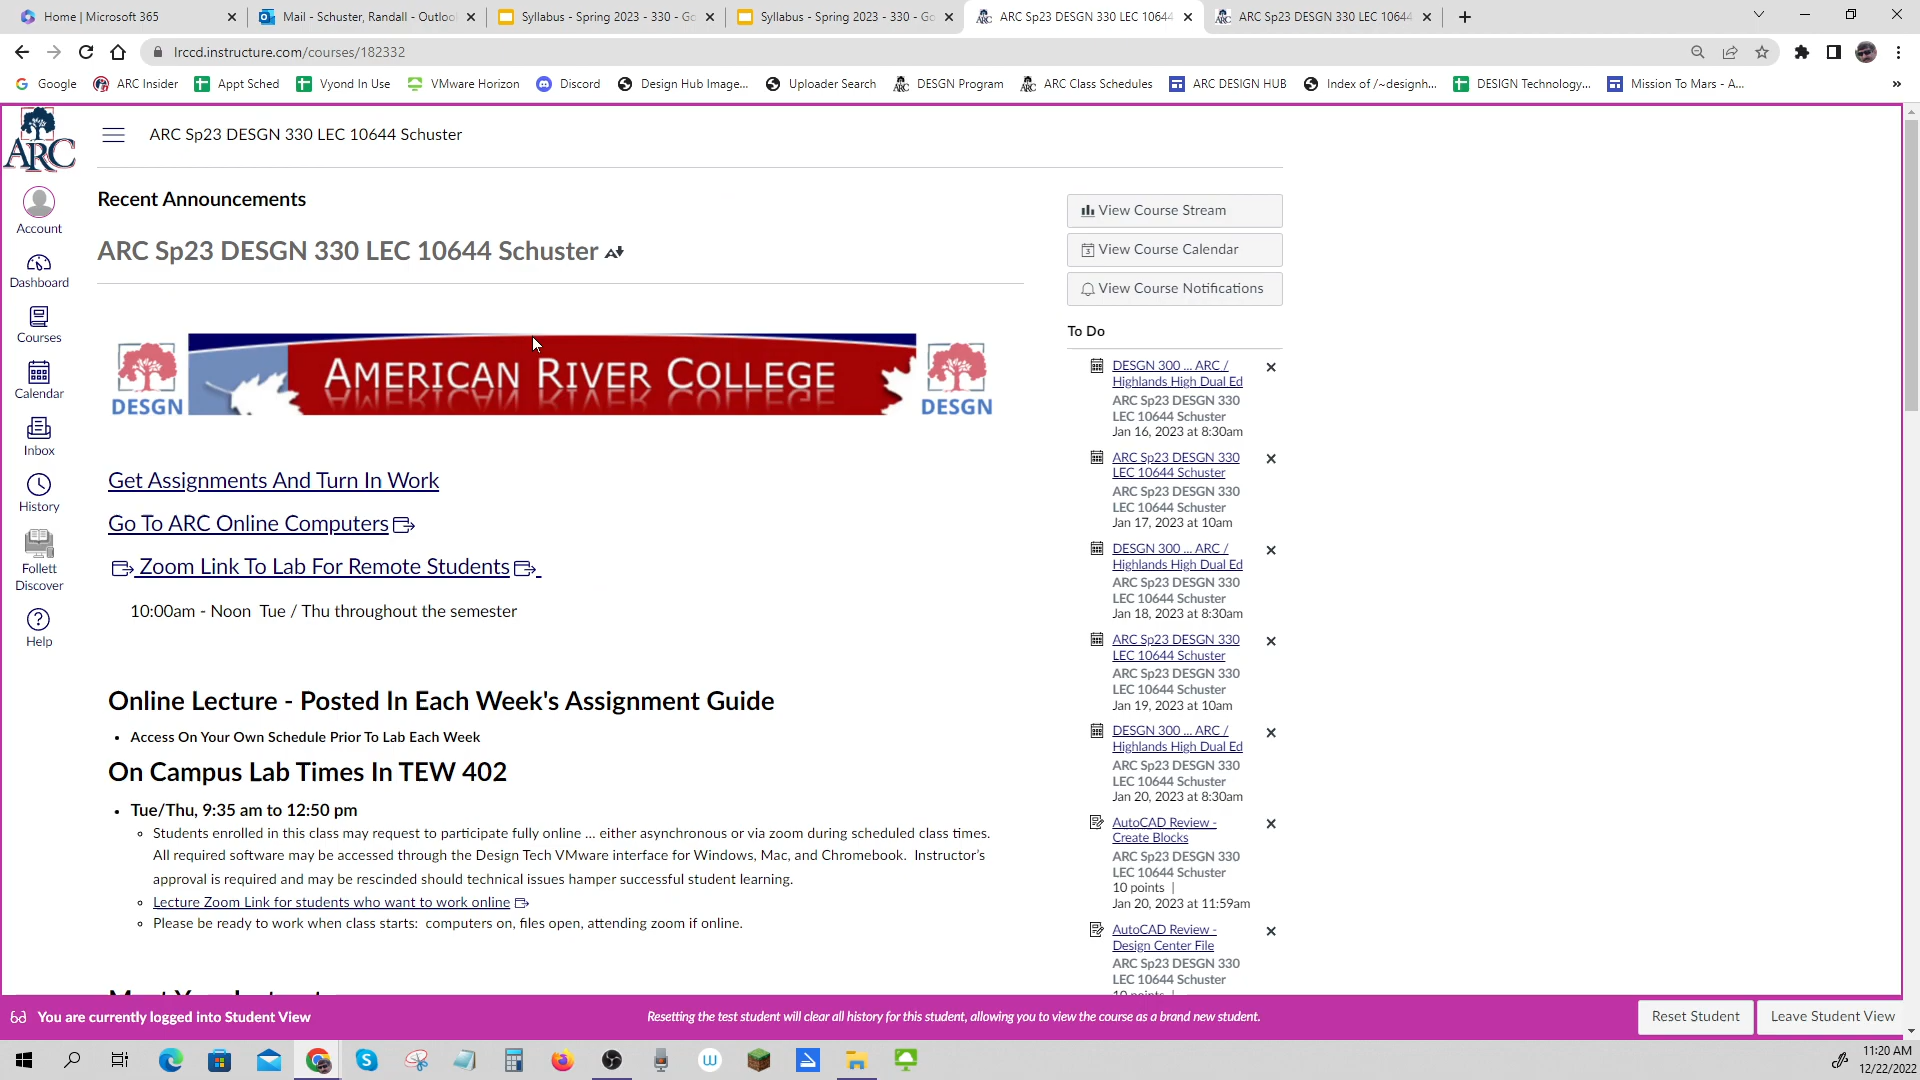 Home | Microsoft 365
Mail - Schuster, Randall - Outloo
Syllabus - Spring 2023 - 330 - Go
Syllabus - Spring 2023 - 330 - Go
ARC Sp23 DESGN 330 LEC 10644
ARC Sp23 DESGN 330 LEC 10644
lrccd.instructure.com/courses/182332
Google
ARC Insider
Appt Sched
Vyond In Use
VMware Horizon
Discord
Design Hub Image...
Uploader Search
DESGN Program
ARC Class Schedules
ARC DESIGN HUB
Index of /~designh...
DESIGN Technology...
Mission To Mars - A...
ARC
ARC Sp23 DESGN 330 LEC 10644 Schuster
Account
Dashboard
Courses
Calendar
Inbox
History
Follett
Discover
Help
Recent Announcements
ARC Sp23 DESGN 330 LEC 10644 Schuster
DESGN
AMERICAN RIVER COLLEGE
DESGN
Get Assignments And Turn In Work
Go To ARC Online Computers
Zoom Link To Lab For Remote Students
10:00am - Noon Tue / Thu throughout the semester
Online Lecture - Posted In Each Week's Assignment Guide
• Access On Your Own Schedule Prior To Lab Each Week
On Campus Lab Times In TEW 402
• Tue/Thu, 9:35 am to 12:50 pm
◦ Students enrolled in this class may request to participate fully online ... either asynchronous or via zoom during scheduled class times.
All required software may be accessed through the Design Tech VMware interface for Windows, Mac, and Chromebook. Instructor's
approval is required and may be rescinded should technical issues hamper successful student learning.
◦ Lecture Zoom Link for students who want to work online
◦ Please be ready to work when class starts: computers on, files open, attending zoom if online.
View Course Stream
View Course Calendar
View Course Notifications
To Do
DESGN 300 ... ARC /
Highlands High Dual Ed
ARC Sp23 DESGN 330
LEC 10644 Schuster
Jan 16, 2023 at 8:30am
ARC Sp23 DESGN 330
LEC 10644 Schuster
ARC Sp23 DESGN 330
LEC 10644 Schuster
Jan 17, 2023 at 10am
DESGN 300 ... ARC /
Highlands High Dual Ed
ARC Sp23 DESGN 330
LEC 10644 Schuster
Jan 18, 2023 at 8:30am
ARC Sp23 DESGN 330
LEC 10644 Schuster
ARC Sp23 DESGN 330
LEC 10644 Schuster
Jan 19, 2023 at 10am
DESGN 300 ... ARC /
Highlands High Dual Ed
ARC Sp23 DESGN 330
LEC 10644 Schuster
Jan 20, 2023 at 8:30am
AutoCAD Review -
Create Blocks
ARC Sp23 DESGN 330
LEC 10644 Schuster
10 points |
Jan 20, 2023 at 11:59am
AutoCAD Review -
Design Center File
ARC Sp23 DESGN 330
LEC 10644 Schuster
You are currently logged into Student View
Resetting the test student will clear all history for this student, allowing you to view the course as a brand new student.
Reset Student
Leave Student View
11:20 AM
12/22/2022